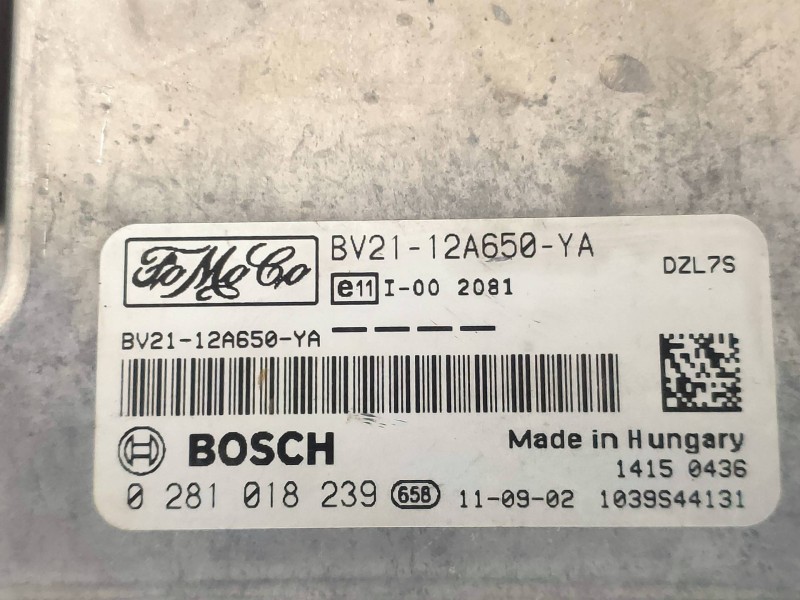 FoMoCo BV21-12A650-YA DZL7S
e11 I-00 2081
BV21-12A650-YA
BOSCH Made in Hungary
1415 0436
0 281 018 239 658 11-09-02 1039S44131